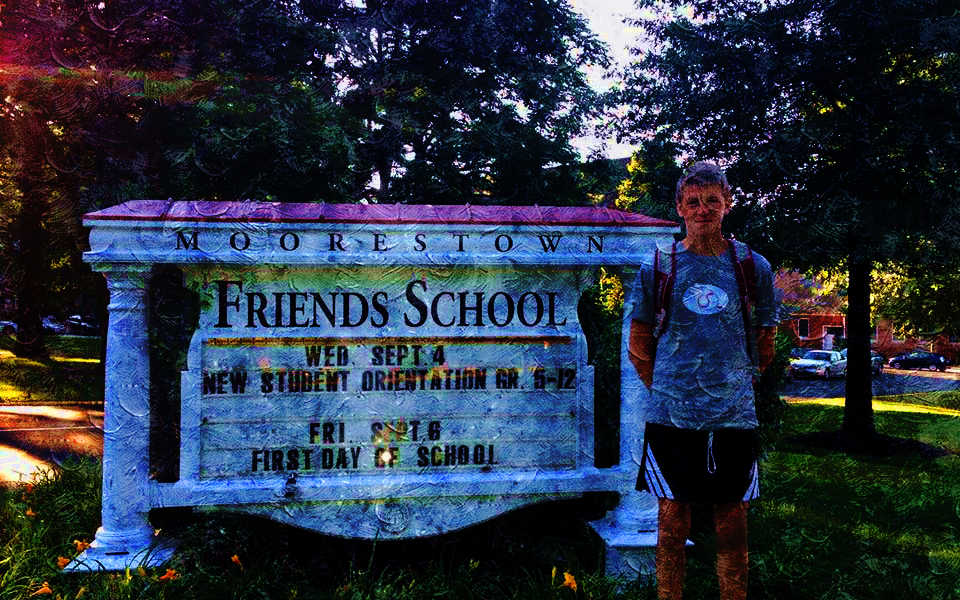 MOORESTOWN
FRIENDS SCHOOL
WED. SEPT 4
NEW STUDENT ORIENTATION GR. 5-12
FRI SEPT 6
FIRST DAY OF SCHOOL